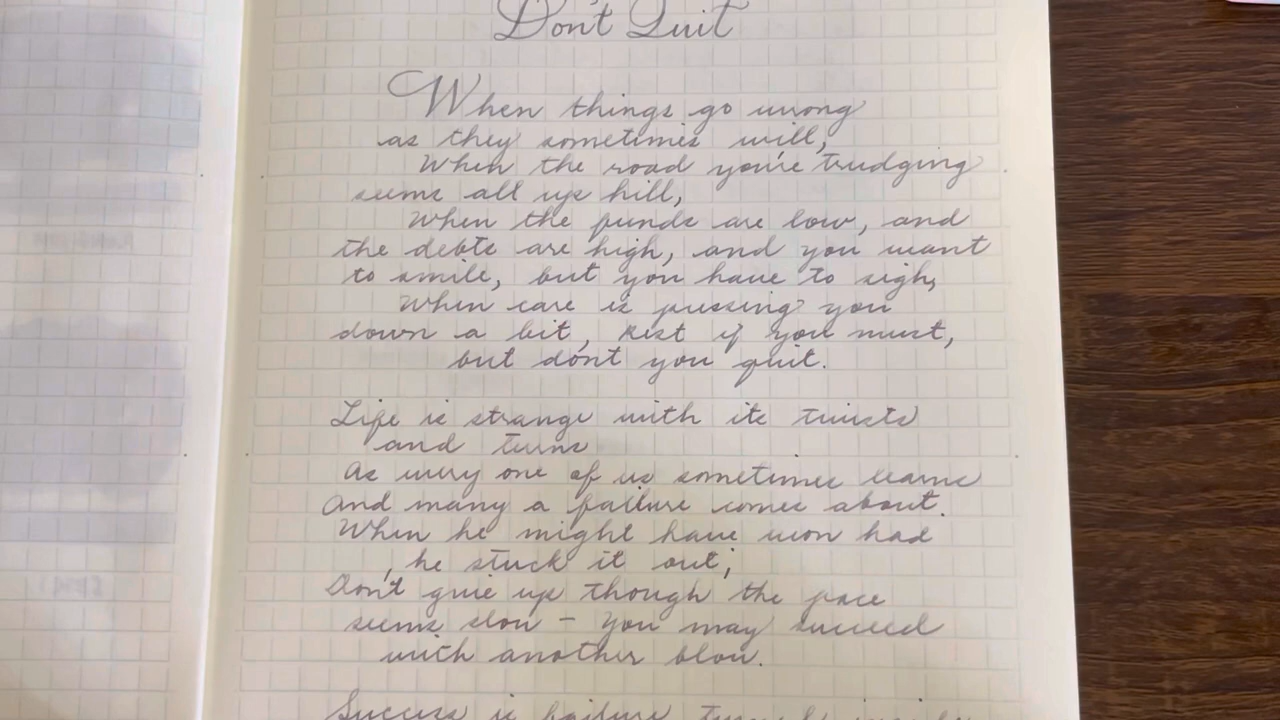 Don't Quit
When things go wrong
as they sometimes will,
When the road you're trudging
seems all up hill,
When the funds are low, and
the debts are high, and you want
to smile, but you have to sigh,
When care is pressing you
down a bit, Rest if you must,
but don't you quit.
Life is strange with its twists
and turns
As every one of us sometimes learns
And many a failure comes about.
When he might have won had
, he stuck it out;
Don't give up though the pace
seems slow - You may succeed
with another blow.
Success is failure turned inside